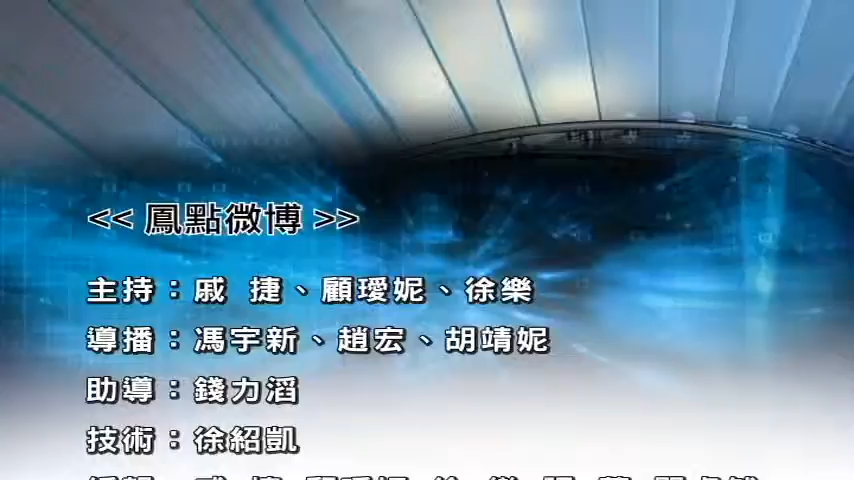 << 鳳點微博 >>
主持：戚 捷、顧璦妮、徐樂
導播：馮宇新、趙宏、胡靖妮
助導：錢力滔
技術：徐紹凱